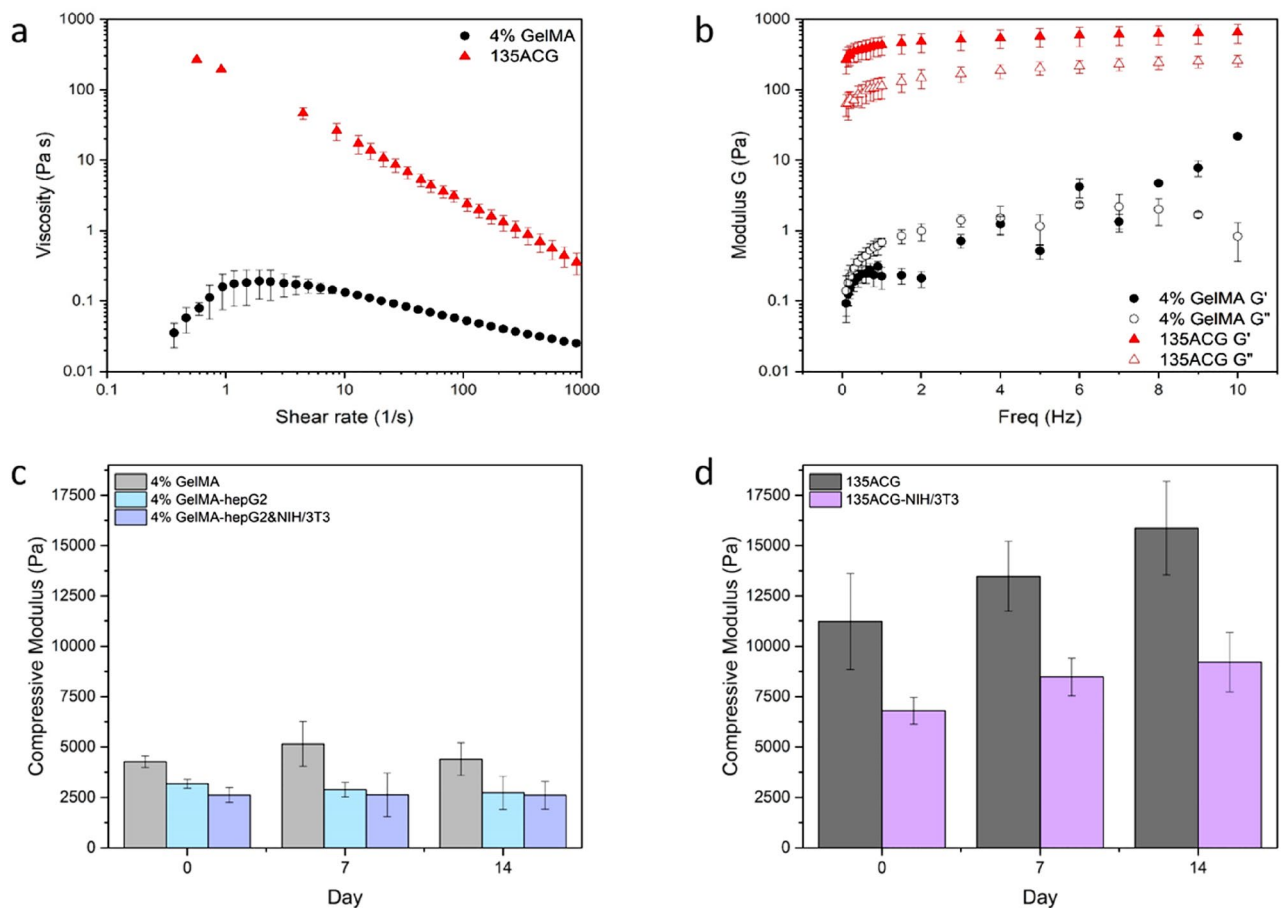 a
4% GelMA
135ACG
Viscosity (Pa s)
1000
100
10
1
0.1
0.01
0.1 1 10 100 1000
Shear rate (1/s)
b
Modulus G (Pa)
1000
100
10
1
0.1
0.01
4% GelMA G'
4% GelMA G"
135ACG G'
135ACG G"
0 2 4 6 8 10
Freq (Hz)
c
4% GelMA
4% GelMA-hepG2
4% GelMA-hepG2&NIH/3T3
Compressive Modulus (Pa)
17500
15000
12500
10000
7500
5000
2500
0
0 7 14
Day
d
135ACG
135ACG-NIH/3T3
Compressive Modulus (Pa)
17500
15000
12500
10000
7500
5000
2500
0
0 7 14
Day